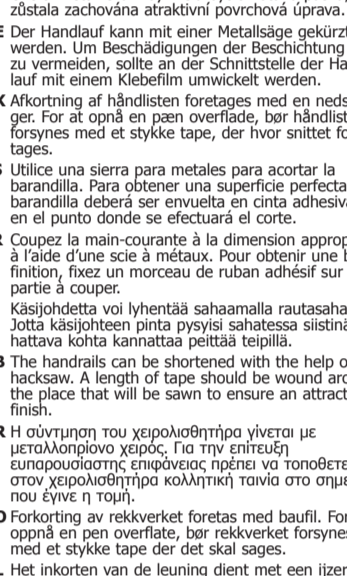 zůstala zachována atraktivní povrchová úprava.
Der Handlauf kann mit einer Metallsäge gekürzt
werden. Um Beschädigungen der Beschichtung
zu vermeiden, sollte an der Schnittstelle der Ha
lauf mit einem Klebefilm umwickelt werden.
Afkortning af håndlisten foretages med en neds
ger. For at opnå en pæn overflade, bør håndlist
forsynes med et stykke tape, der hvor snittet fo
tages.
Utilice una sierra para metales para acortar la
barandilla. Para obtener una superficie perfecta
barandilla deberá ser envuelta en cinta adhesiv
en el punto donde se efectuará el corte.
Coupez la main-courante à la dimension approp
à l'aide d'une scie à métaux. Pour obtenir une b
finition, fixez un morceau de ruban adhésif sur
partie à couper.
Käsijohdetta voi lyhentää sahaamalla rautasaha
Jotta käsijohteen pinta pysyisi sahatessa siistinä
hattava kohta kannattaa peittää teipillä.
The handrails can be shortened with the help o
hacksaw. A length of tape should be wound aro
the place that will be sawn to ensure an attract
finish.
R Η σύντμηση του χειρολισθητήρα γίνεται με
μεταλλοπρίονο χειρός. Για την επίτευξη
ευπαρουσίαστης επιφάνειας πρέπει να τοποθετε
στον χειρολισθητήρα κολλητική ταινία στο σημε
που έγινε η τομή.
Forkorting av rekkverket foretas med baufil. For
oppnå en pen overflate, bør rekkverket forsyne
med et stykke tape der det skal sages.
Het inkorten van de leuning dient met een ijzer